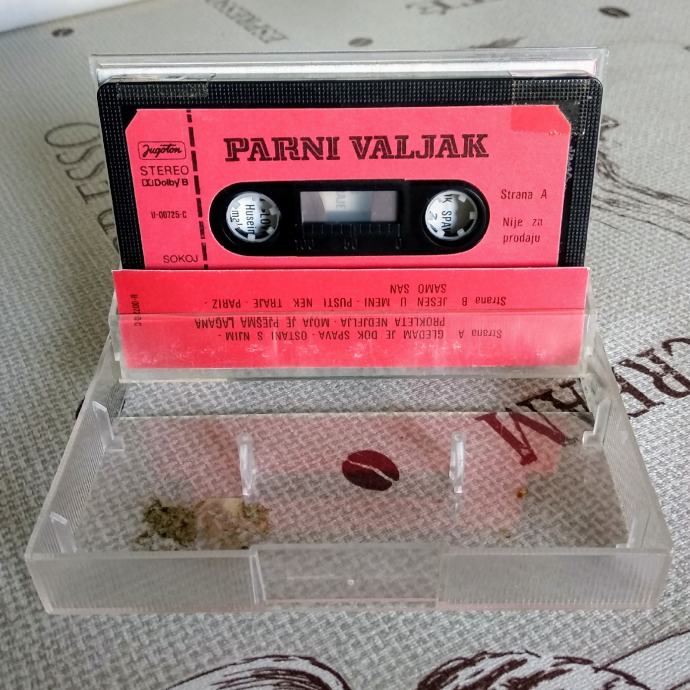 PARNI VALJAK
Jugoton
STEREO
Dolby B
U-00725-C
SOKOJ
Strana A
Nije za
prodaju
Strana A GLEDAM JE DOK SPAVA · OSTANI S NJIM ·
PROKLETA NEDJELJA · MOJA JE PJESMA LAGANA
Strana B JESEN U MENI · PUSTI NEK TRAJE · PARIZ ·
SAMO SAN